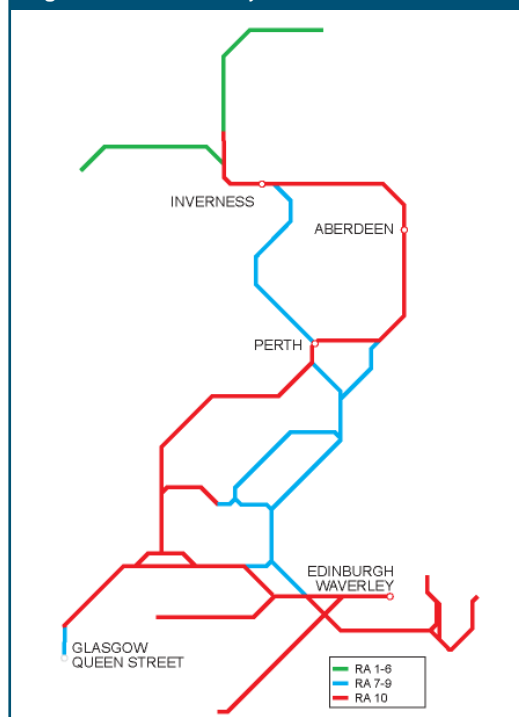 INVERNESS
ABERDEEN
PERTH
EDINBURGH
WAVERLEY
GLASGOW
QUEEN STREET
RA 1-6
RA 7-9
RA 10